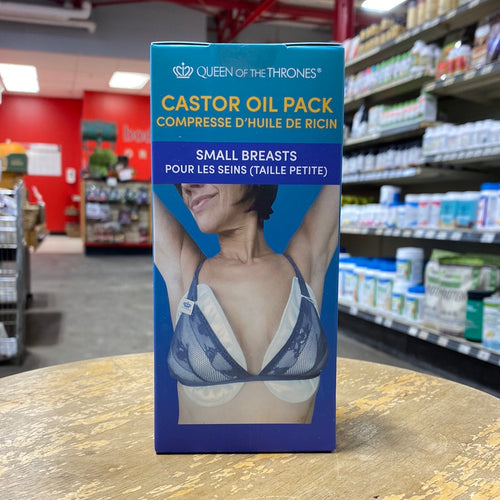 QUEEN OF THE THRONES®
CASTOR OIL PACK
COMPRESSE D'HUILE DE RICIN
SMALL BREASTS
POUR LES SEINS (TAILLE PETITE)